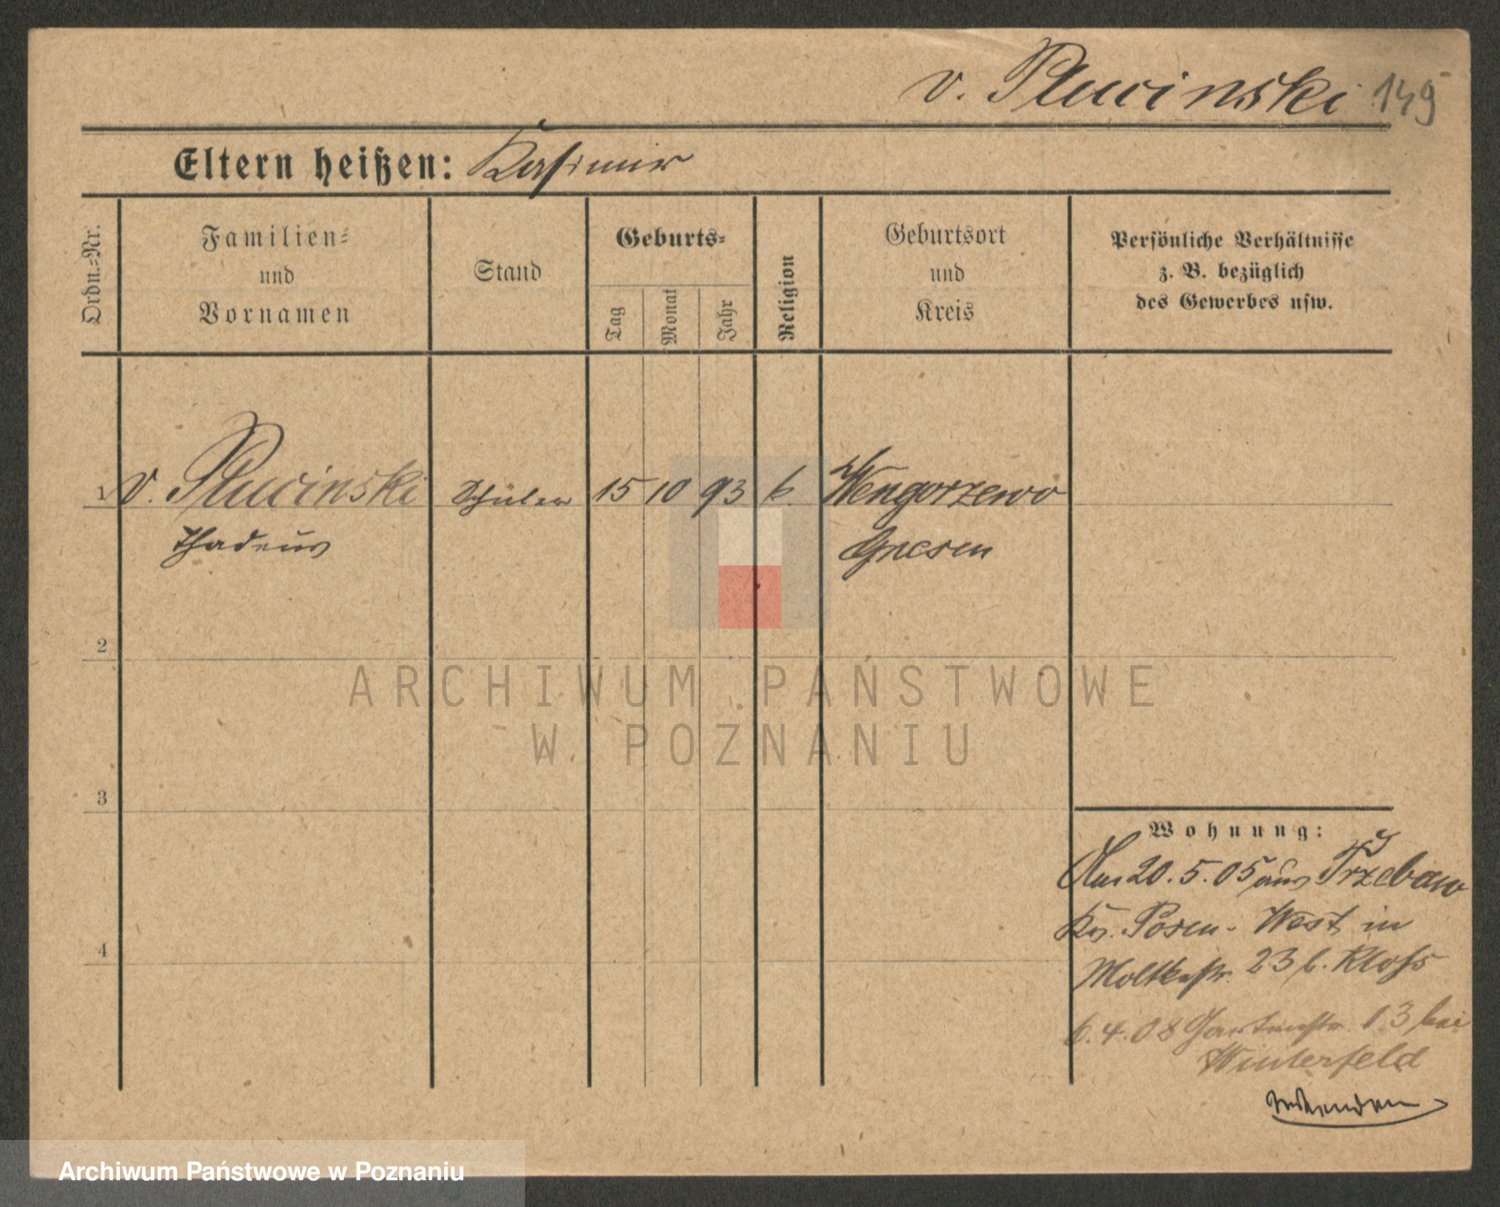 v. Plucinski 149
Eltern heißen: Kasimir
Ordn.-Nr.
Familien-
und
Vornamen
Stand
Geburts-
Tag
Monat
Jahr
Religion
Geburtsort
und
Kreis
Persönliche Verhältnisse
z. B. bezüglich
des Gewerbes usw.
1 v. Plucinski Schüler 15 10 93 k. Wengorzewo
Thadeus Gnesen
2
ARCHIWUM PAŃSTWOWE
W POZNANIU
3
Wohnung:
20.5.05 aus Trzebaw
Krs. Posen-West in
4
Moltkestr. 23 b. Kloss
6.4.08 Gartenstr. 13 bei
Winterfeld
Archiwum Państwowe w Poznaniu